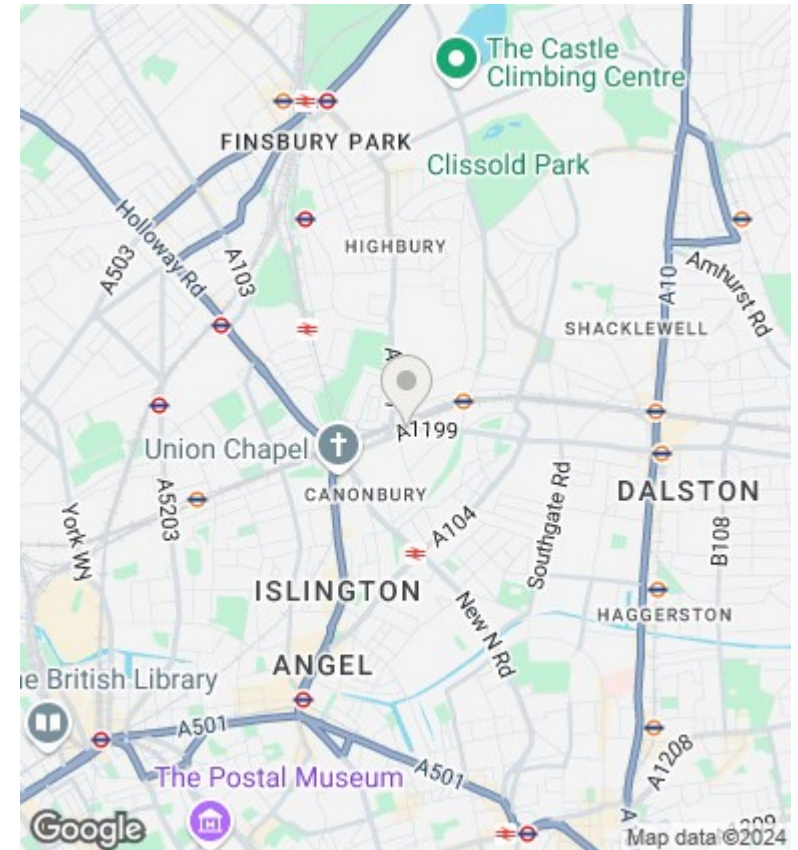 The Castle
Climbing Centre
FINSBURY PARK
Clissold Park
Holloway Rd
A503
A103
HIGHBURY
A10
Amhurst Rd
SHACKLEWELL
A1199
Union Chapel
CANONBURY
A5203
York Wy
A104
Southgate Rd
DALSTON
B108
ISLINGTON
New N Rd
HAGGERSTON
ANGEL
e British Library
A501
The Postal Museum
A501
A1208
Google
Map data ©2024